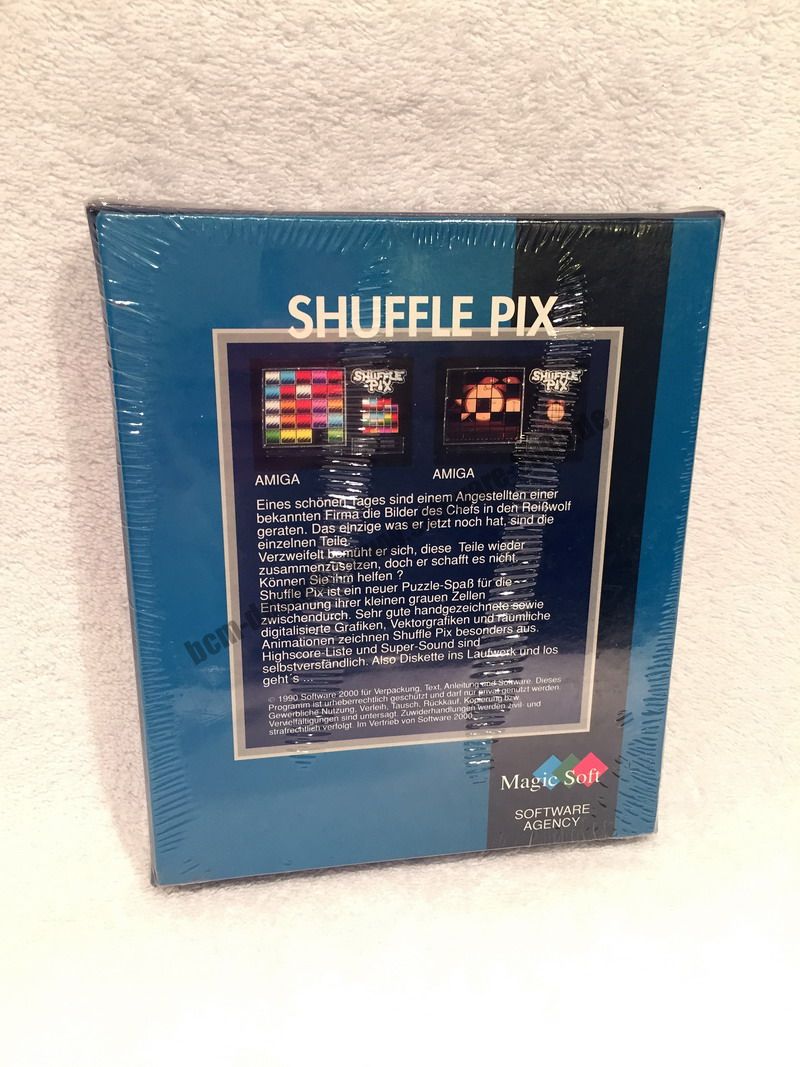 SHUFFLE PIX
SHUFFLE
PIX
SHUFFLE
PIX
AMIGA
AMIGA
Eines schönen Tages sind einem Angestellten einer
bekannten Firma die Bilder des Chefs in den Reißwolf
geraten. Das einzige was er jetzt noch hat, sind die
einzelnen Teile.
Verzweifelt bemüht er sich, diese Teile wieder
zusammenzusetzen, doch er schafft es nicht.
Können Sie ihm helfen ?
Shuffle Pix ist ein neuer Puzzle-Spaß für die
Entspanung ihrer kleinen grauen Zellen
zwischendurch. Sehr gute handgezeichnete sowie
digitalisierte Grafiken, Vektorgrafiken und räumliche
Animationen zeichnen Shuffle Pix besonders aus.
Highscore-Liste und Super-Sound sind
selbstverständlich. Also Diskette ins Laufwerk und los
geht´s ...
© 1990 Software 2000 für Verpackung, Text, Anleitung und Software. Dieses
Programm ist urheberrechtlich geschützt und darf nur privat genutzt werden.
Gewerbliche Nutzung, Verleih, Tausch, Rückkauf, Kopierung bzw.
Vervielfältigungen sind untersagt. Zuwiderhandlungen werden zivil- und
strafrechtlich verfolgt. Im Vertrieb von Software 2000.
Magic Soft
SOFTWARE
AGENCY